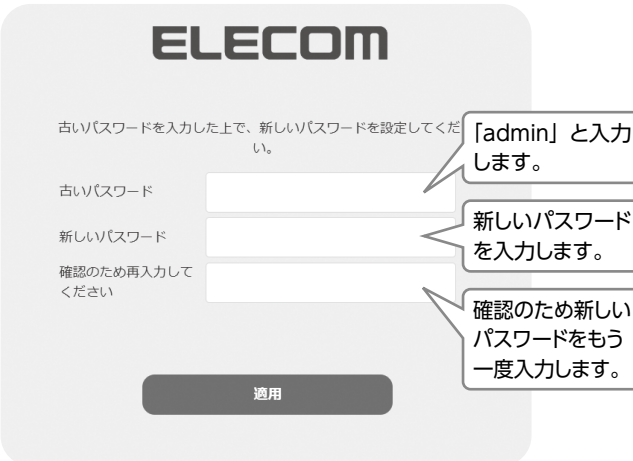 ELECOM
古いパスワードを入力した上で、新しいパスワードを設定してくだ
い。
「admin」と入力
します。
古いパスワード
新しいパスワード
新しいパスワード
を入力します。
確認のため再入力して
ください
確認のため新しい
パスワードをもう
一度入力します。
適用